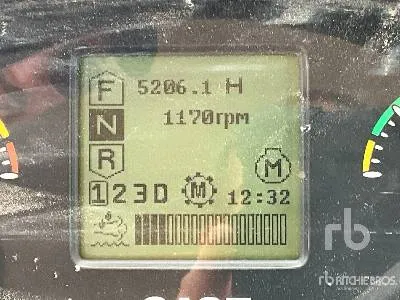 F 5206.1 H
N 1170rpm
R M
1 2 3 D M 12:32
rb
rb RITCHIE BROS.